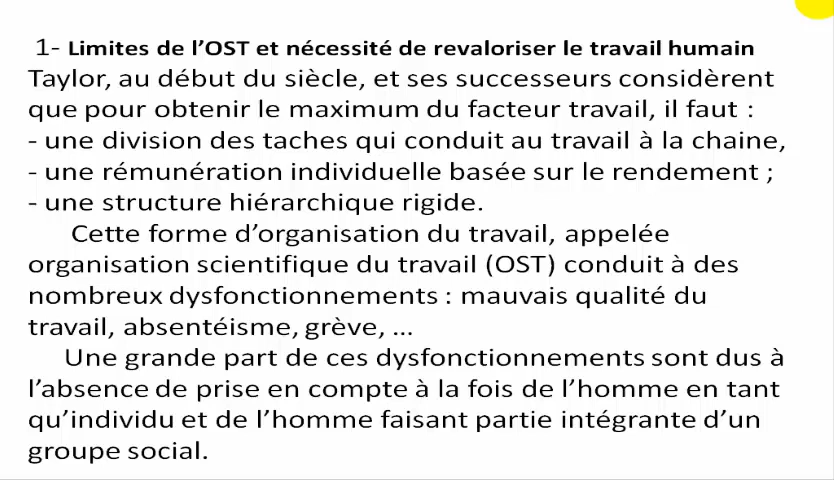 1- Limites de l'OST et nécessité de revaloriser le travail humain
Taylor, au début du siècle, et ses successeurs considèrent
que pour obtenir le maximum du facteur travail, il faut :
- une division des taches qui conduit au travail à la chaine,
- une rémunération individuelle basée sur le rendement ;
- une structure hiérarchique rigide.
Cette forme d'organisation du travail, appelée
organisation scientifique du travail (OST) conduit à des
nombreux dysfonctionnements : mauvais qualité du
travail, absentéisme, grève, ...
Une grande part de ces dysfonctionnements sont dus à
l'absence de prise en compte à la fois de l'homme en tant
qu'individu et de l'homme faisant partie intégrante d'un
groupe social.